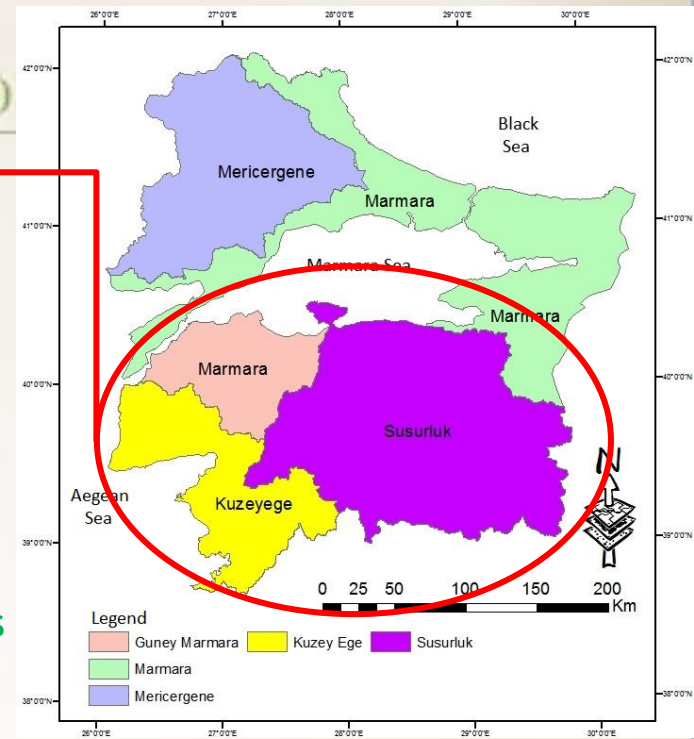 26°0'0"E 27°0'0"E 28°0'0"E 29°0'0"E 30°0'0"E
42°0'0"N 42°0'0"N
Black
Sea
Mericergene
Marmara
41°0'0"N 41°0'0"N
Marmara Sea
Marmara
Marmara
40°0'0"N 40°0'0"N
Susurluk
N
Aegean
Sea
Kuzeyege
39°0'0"N 39°0'0"N
0 25 50 100 150 200
Km
Legend
Guney Marmara Kuzey Ege Susurluk
Marmara
Mericergene
38°0'0"N 38°0'0"N
26°0'0"E 27°0'0"E 28°0'0"E 29°0'0"E 30°0'0"E